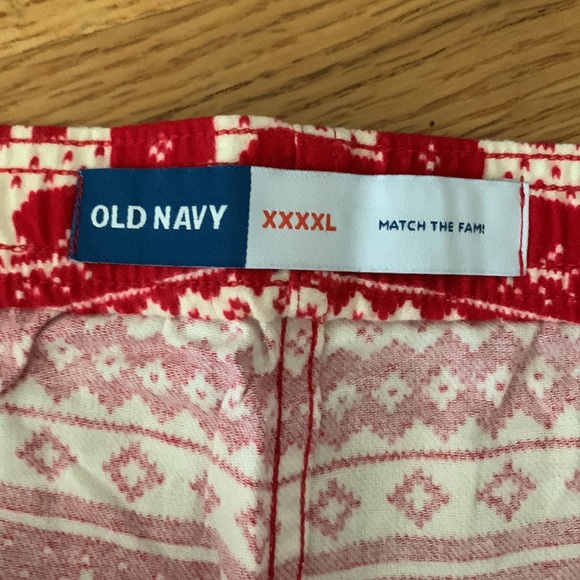 OLD NAVY
XXXXL
MATCH THE FAM!